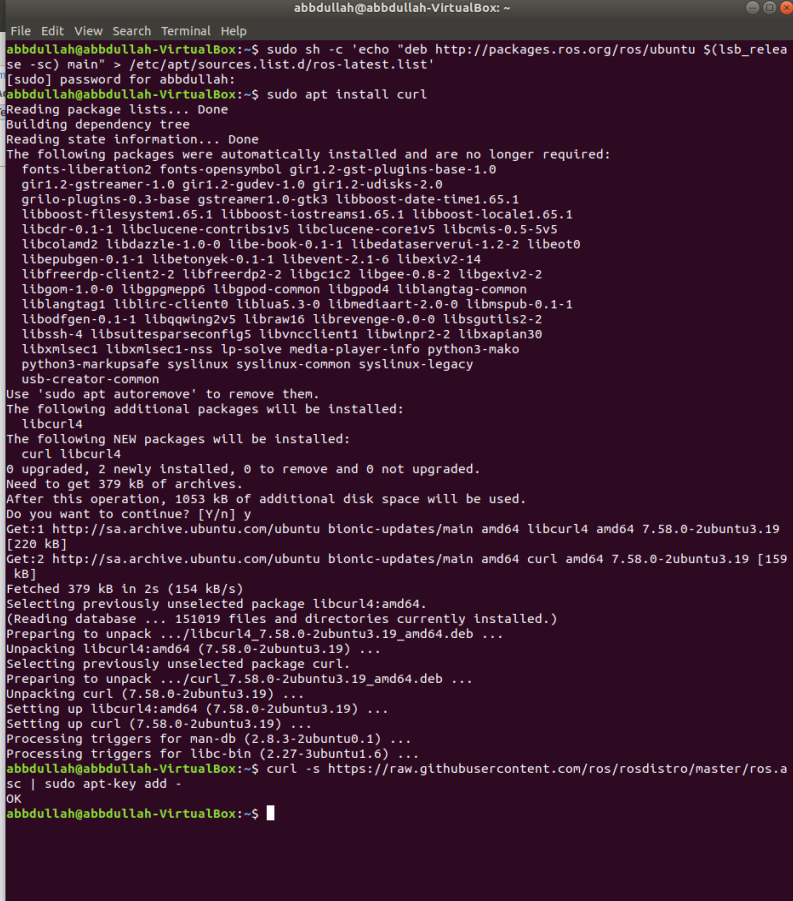 abbdullah@abbdullah-VirtualBox: ~
File Edit View Search Terminal Help
abbdullah@abbdullah-VirtualBox:~$ sudo sh -c 'echo "deb http://packages.ros.org/ros/ubuntu $(lsb_relea
se -sc) main" > /etc/apt/sources.list.d/ros-latest.list'
[sudo] password for abbdullah:
abbdullah@abbdullah-VirtualBox:~$ sudo apt install curl
Reading package lists... Done
Building dependency tree
Reading state information... Done
The following packages were automatically installed and are no longer required:
  fonts-liberation2 fonts-opensymbol gir1.2-gst-plugins-base-1.0
  gir1.2-gstreamer-1.0 gir1.2-gudev-1.0 gir1.2-udisks-2.0
  grilo-plugins-0.3-base gstreamer1.0-gtk3 libboost-date-time1.65.1
  libboost-filesystem1.65.1 libboost-iostreams1.65.1 libboost-locale1.65.1
  libcdr-0.1-1 libclucene-contribs1v5 libclucene-core1v5 libcmis-0.5-5v5
  libcolamd2 libdazzle-1.0-0 libe-book-0.1-1 libedataserverui-1.2-2 libeot0
  libepubgen-0.1-1 libetonyek-0.1-1 libevent-2.1-6 libexiv2-14
  libfreerdp-client2-2 libfreerdp2-2 libgc1c2 libgee-0.8-2 libgexiv2-2
  libgom-1.0-0 libgpgmepp6 libgpod-common libgpod4 liblangtag-common
  liblangtag1 liblirc-client0 liblua5.3-0 libmediaart-2.0-0 libmspub-0.1-1
  libodfgen-0.1-1 libqqwing2v5 libraw16 librevenge-0.0-0 libsgutils2-2
  libssh-4 libsuitesparseconfig5 libvncclient1 libwinpr2-2 libxapian30
  libxmlsec1 libxmlsec1-nss lp-solve media-player-info python3-mako
  python3-markupsafe syslinux syslinux-common syslinux-legacy
  usb-creator-common
Use 'sudo apt autoremove' to remove them.
The following additional packages will be installed:
  libcurl4
The following NEW packages will be installed:
  curl libcurl4
0 upgraded, 2 newly installed, 0 to remove and 0 not upgraded.
Need to get 379 kB of archives.
After this operation, 1053 kB of additional disk space will be used.
Do you want to continue? [Y/n] y
Get:1 http://sa.archive.ubuntu.com/ubuntu bionic-updates/main amd64 libcurl4 amd64 7.58.0-2ubuntu3.19
[220 kB]
Get:2 http://sa.archive.ubuntu.com/ubuntu bionic-updates/main amd64 curl amd64 7.58.0-2ubuntu3.19 [159
 kB]
Fetched 379 kB in 2s (154 kB/s)
Selecting previously unselected package libcurl4:amd64.
(Reading database ... 151019 files and directories currently installed.)
Preparing to unpack .../libcurl4_7.58.0-2ubuntu3.19_amd64.deb ...
Unpacking libcurl4:amd64 (7.58.0-2ubuntu3.19) ...
Selecting previously unselected package curl.
Preparing to unpack .../curl_7.58.0-2ubuntu3.19_amd64.deb ...
Unpacking curl (7.58.0-2ubuntu3.19) ...
Setting up libcurl4:amd64 (7.58.0-2ubuntu3.19) ...
Setting up curl (7.58.0-2ubuntu3.19) ...
Processing triggers for man-db (2.8.3-2ubuntu0.1) ...
Processing triggers for libc-bin (2.27-3ubuntu1.6) ...
abbdullah@abbdullah-VirtualBox:~$ curl -s https://raw.githubusercontent.com/ros/rosdistro/master/ros.a
sc | sudo apt-key add -
OK
abbdullah@abbdullah-VirtualBox:~$